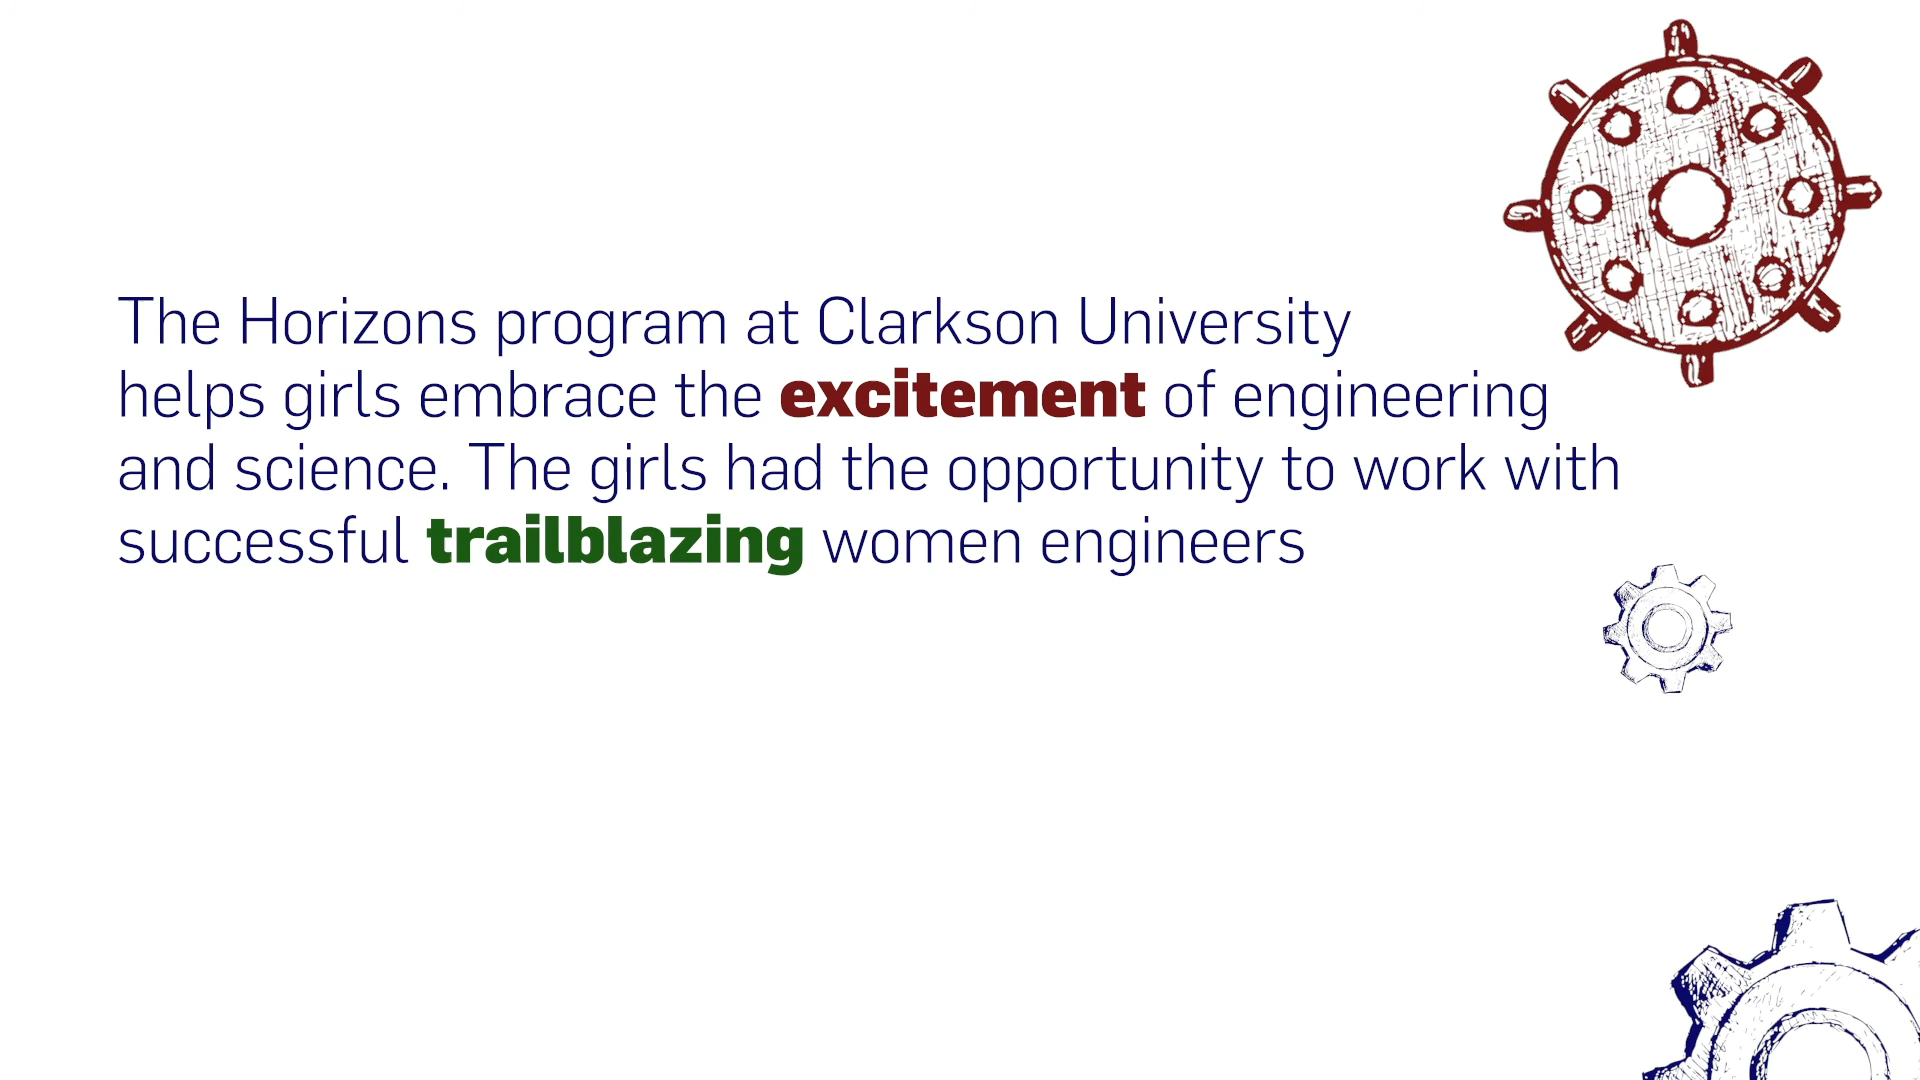 The Horizons program at Clarkson University
helps girls embrace the excitement of engineering
and science. The girls had the opportunity to work with
successful trailblazing women engineers